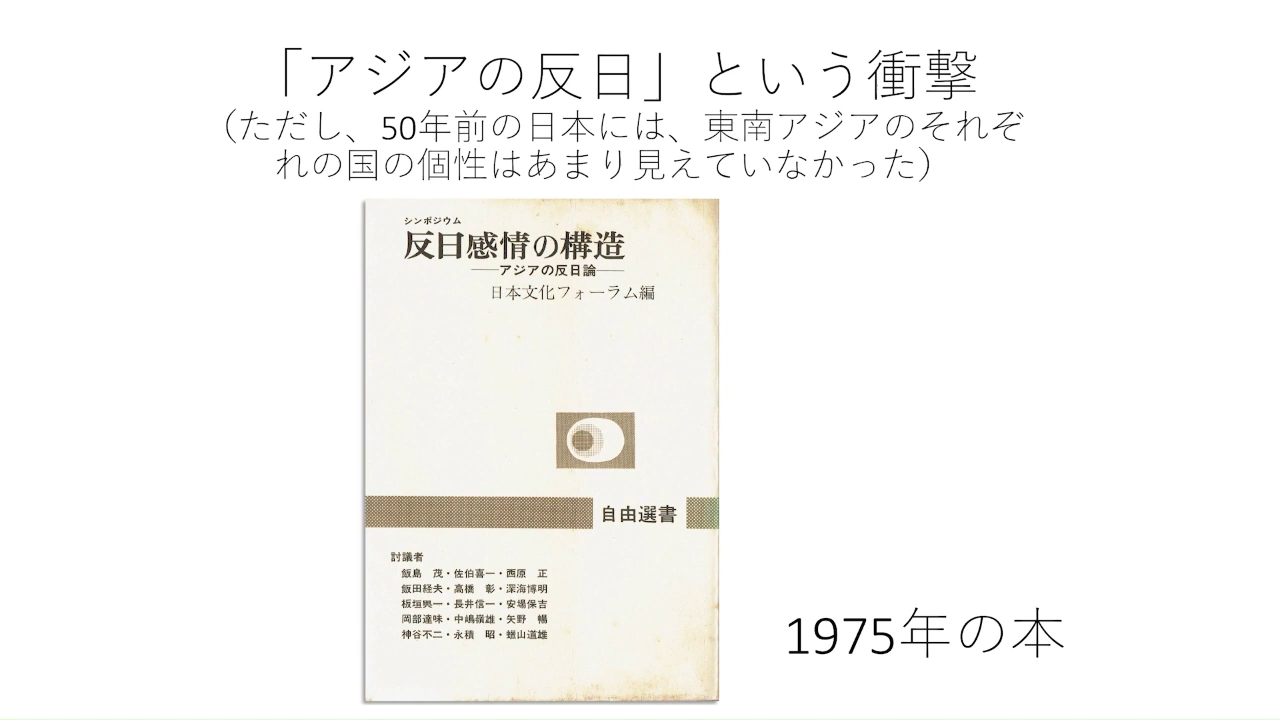 「アジアの反日」という衝撃
（ただし、50年前の日本には、東南アジアのそれぞ
れの国の個性はあまり見えていなかった）
シンポジウム
反日感情の構造
——アジアの反日論——
日本文化フォーラム編
自由選書
討議者
飯島　茂・佐伯喜一・西原　正
飯田経夫・高橋　彰・深海博明
板垣與一・長井信一・安場保吉
岡部達味・中嶋嶺雄・矢野　暢
神谷不二・永積　昭・蠟山道雄
1975年の本